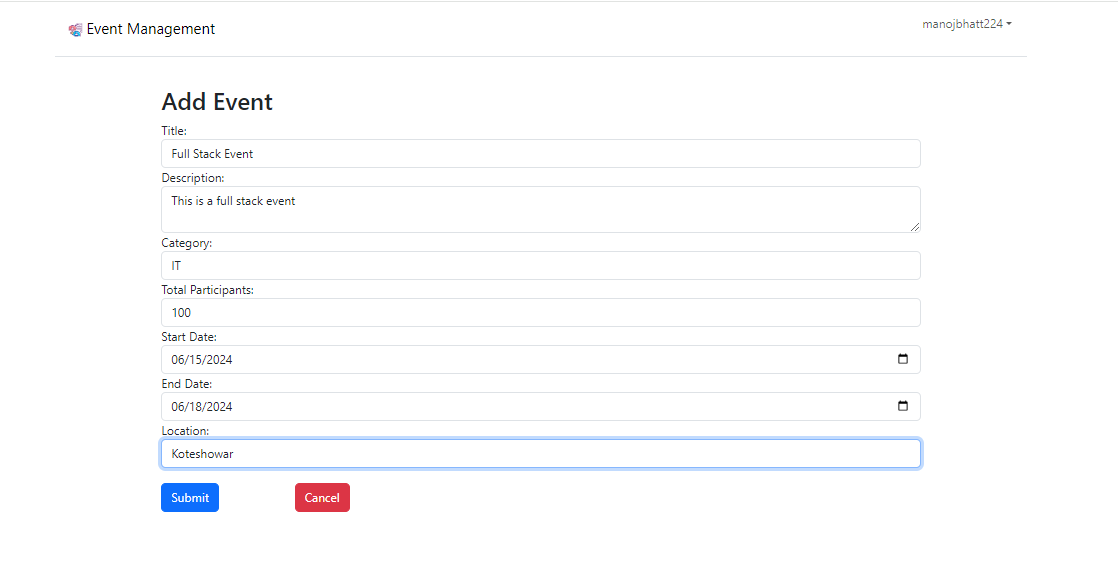 Event Management
manojbhatt224
Add Event
Title:
Full Stack Event
Description:
This is a full stack event
Category:
IT
Total Participants:
100
Start Date:
06/15/2024
End Date:
06/18/2024
Location:
Koteshowar
Submit
Cancel